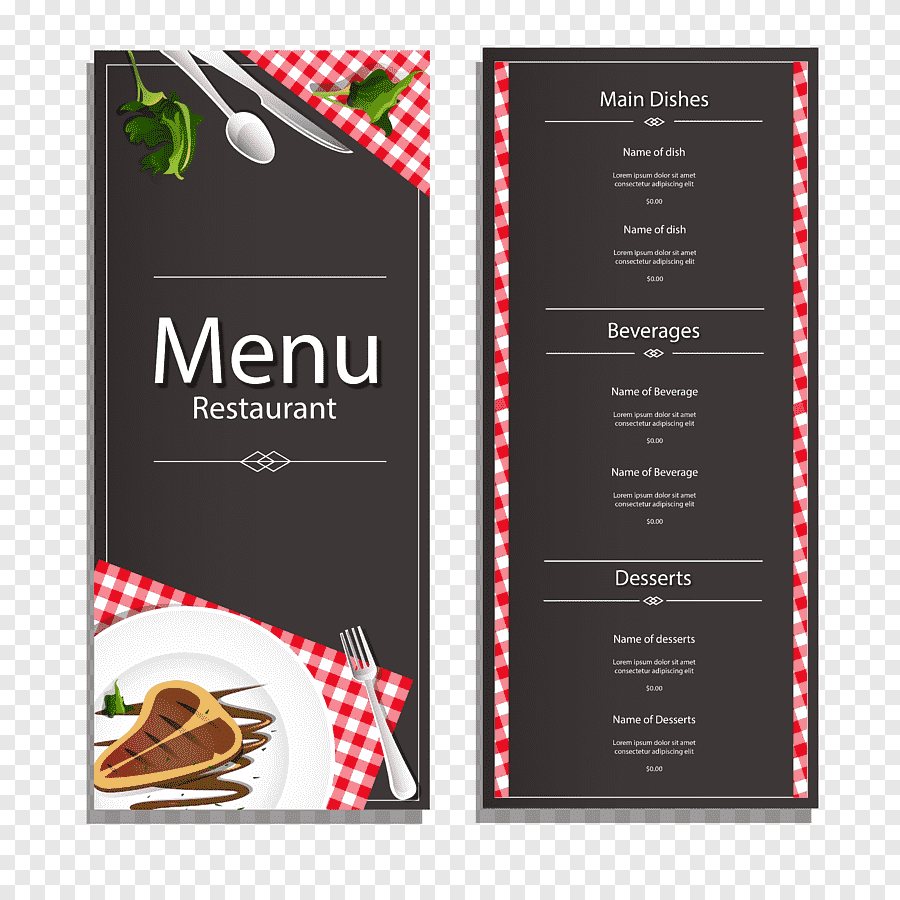 Menu
Restaurant
Main Dishes
Name of dish
Lorem ipsum dolor sit amet
consectetur adipiscing elit
$0.00
Name of dish
Lorem ipsum dolor sit amet
consectetur adipiscing elit
$0.00
Beverages
Name of Beverage
Lorem ipsum dolor sit amet
consectetur adipiscing elit
$0.00
Name of Beverage
Lorem ipsum dolor sit amet
consectetur adipiscing elit
$0.00
Desserts
Name of desserts
Lorem ipsum dolor sit amet
consectetur adipiscing elit
$0.00
Name of Desserts
Lorem ipsum dolor sit amet
consectetur adipiscing elit
$0.00